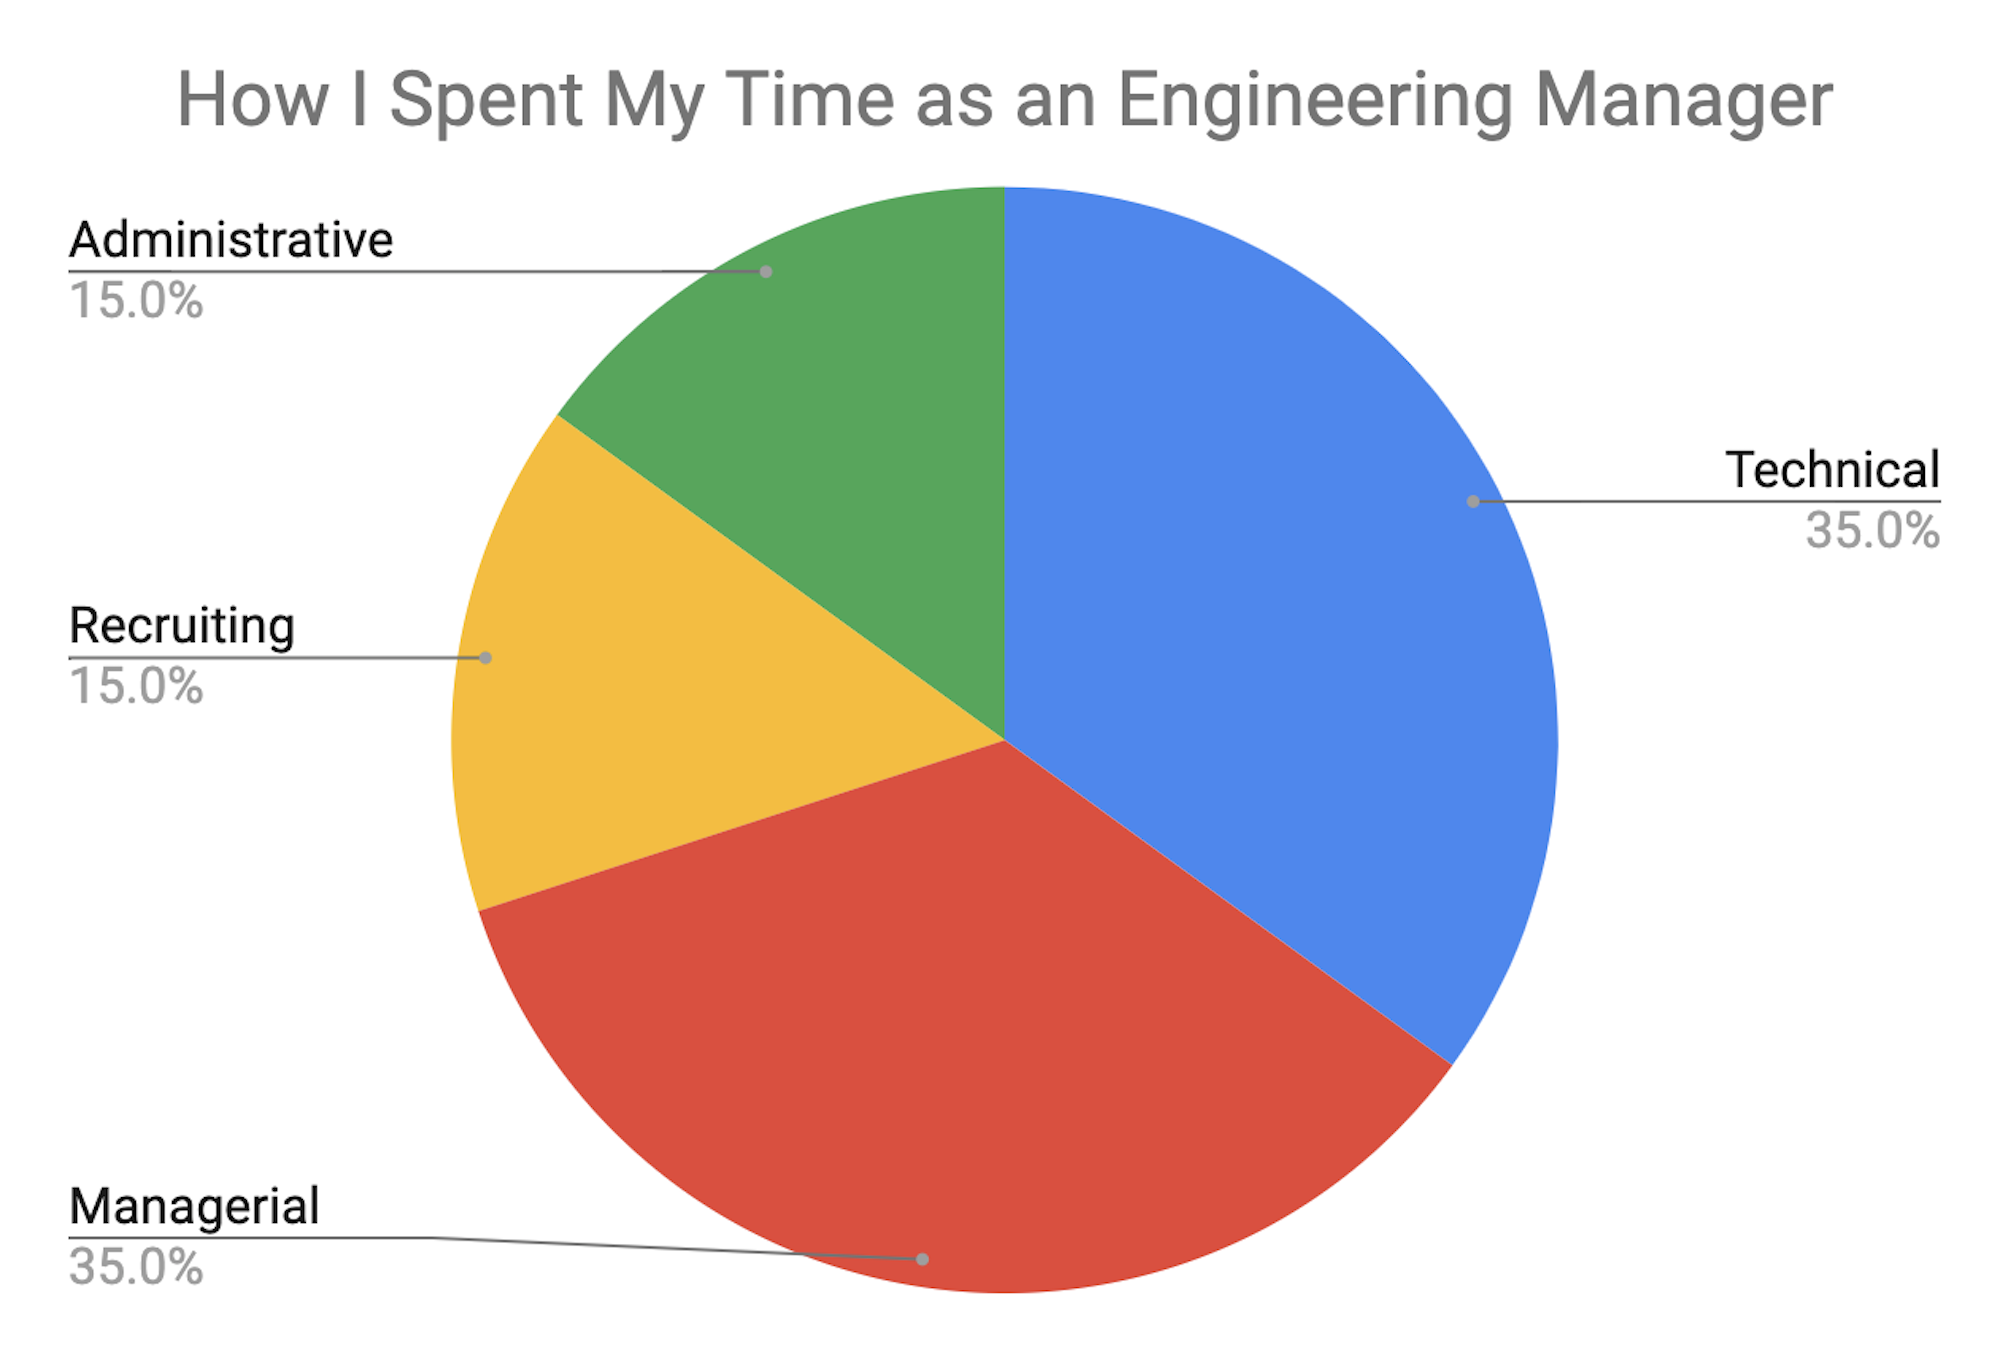 How I Spent My Time as an Engineering Manager
Administrative
15.0%
Technical
35.0%
Recruiting
15.0%
Managerial
35.0%